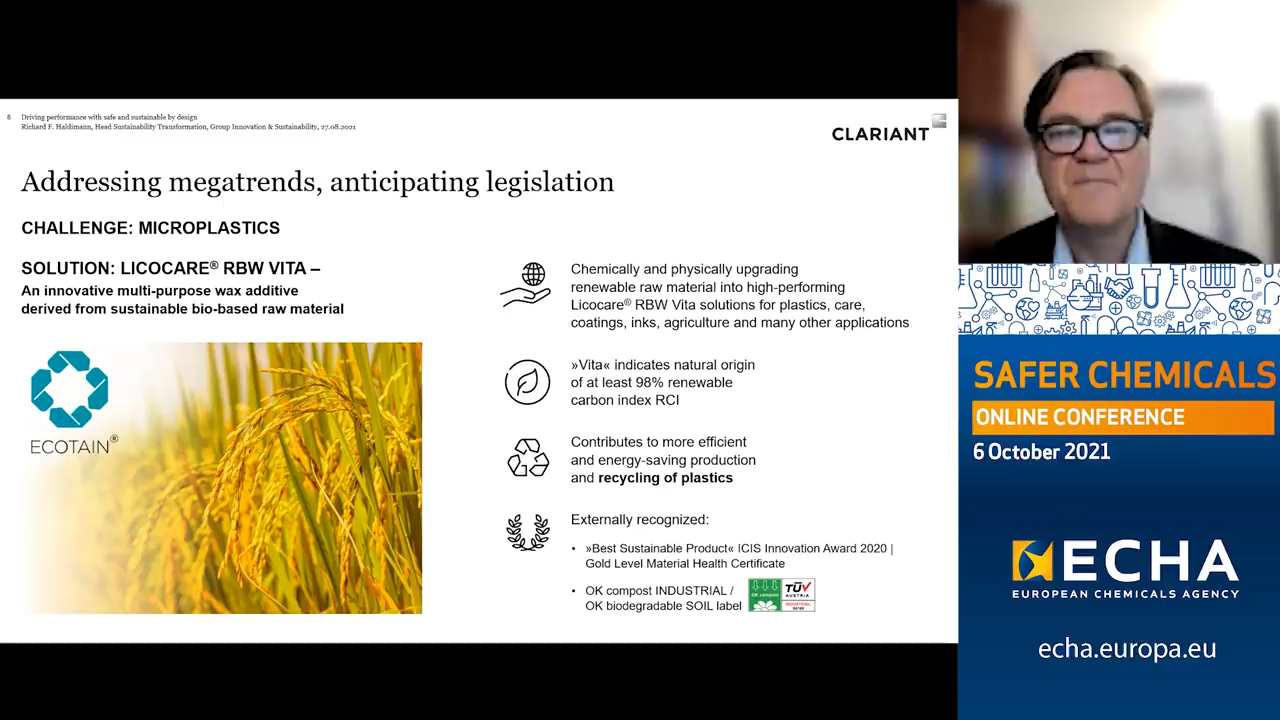 8 Driving performance with safe and sustainable by design
Richard F. Haldimann, Head Sustainability Transformation, Group Innovation & Sustainability, 27.08.2021
CLARIANT
Addressing megatrends, anticipating legislation
CHALLENGE: MICROPLASTICS
SOLUTION: LICOCARE® RBW VITA –
An innovative multi-purpose wax additive
derived from sustainable bio-based raw material
ECOTAIN®
Chemically and physically upgrading
renewable raw material into high-performing
Licocare® RBW Vita solutions for plastics, care,
coatings, inks, agriculture and many other applications
»Vita« indicates natural origin
of at least 98% renewable
carbon index RCI
Contributes to more efficient
and energy-saving production
and recycling of plastics
Externally recognized:
• »Best Sustainable Product« ICIS Innovation Award 2020 |
Gold Level Material Health Certificate
• OK compost INDUSTRIAL /
OK biodegradable SOIL label
OK compost
TÜV
AUSTRIA
INDUSTRIAL
SAFER CHEMICALS
ONLINE CONFERENCE
6 October 2021
ECHA
EUROPEAN CHEMICALS AGENCY
echa.europa.eu